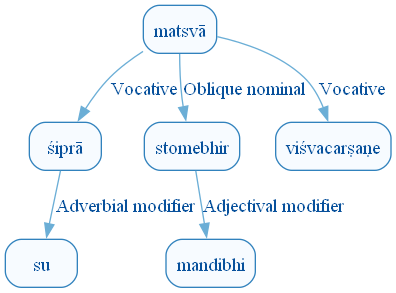 matsvā
Vocative Oblique nominal Vocative
śiprā stomebhir viśvacarṣaṇe
Adverbial modifier Adjectival modifier
su mandibhi